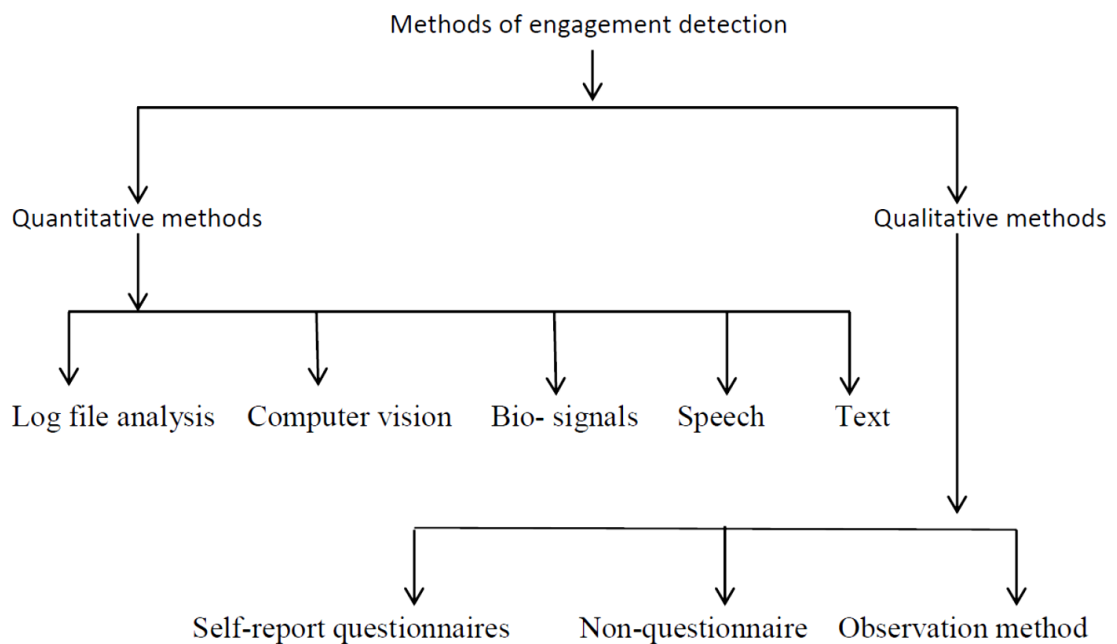 Methods of engagement detection
Quantitative methods
Qualitative methods
Log file analysis
Computer vision
Bio- signals
Speech
Text
Self-report questionnaires
Non-questionnaire
Observation method